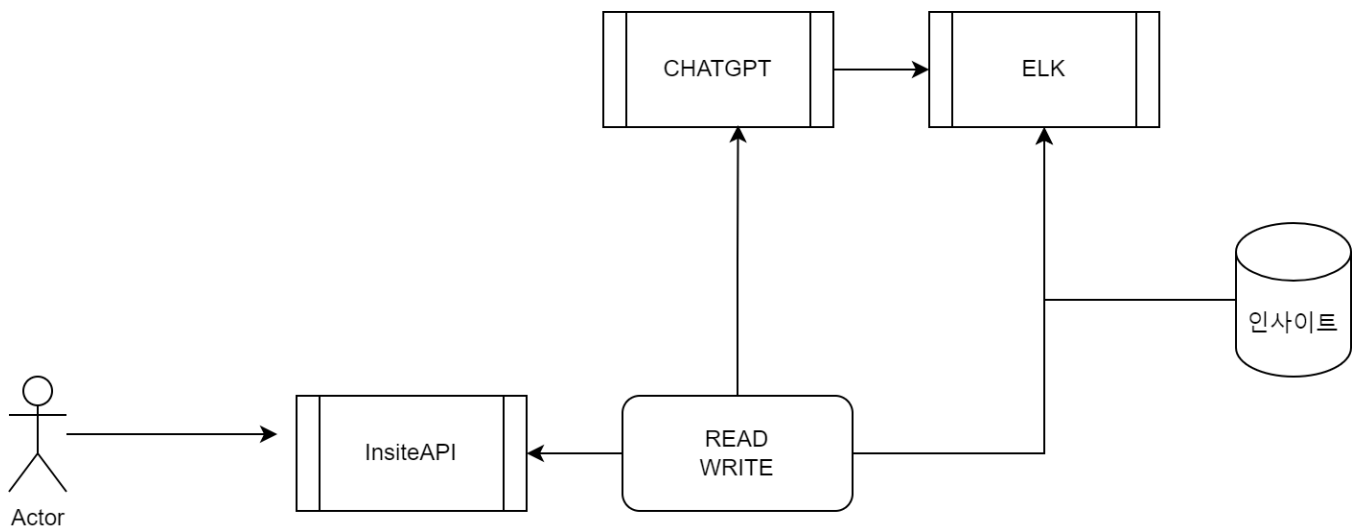 CHATGPT
ELK
인사이트
InsiteAPI
READ
WRITE
Actor